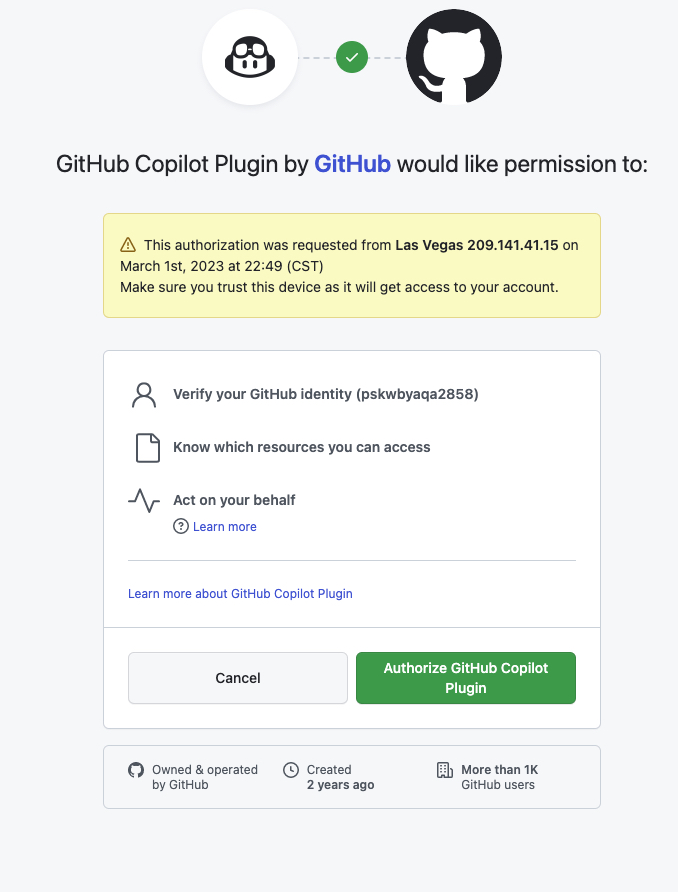 GitHub Copilot Plugin by GitHub would like permission to:
This authorization was requested from Las Vegas 209.141.41.15 on
March 1st, 2023 at 22:49 (CST)
Make sure you trust this device as it will get access to your account.
Verify your GitHub identity (pskwbyaqa2858)
Know which resources you can access
Act on your behalf
Learn more
Learn more about GitHub Copilot Plugin
Cancel
Authorize GitHub Copilot
Plugin
Owned & operated
by GitHub
Created
2 years ago
More than 1K
GitHub users